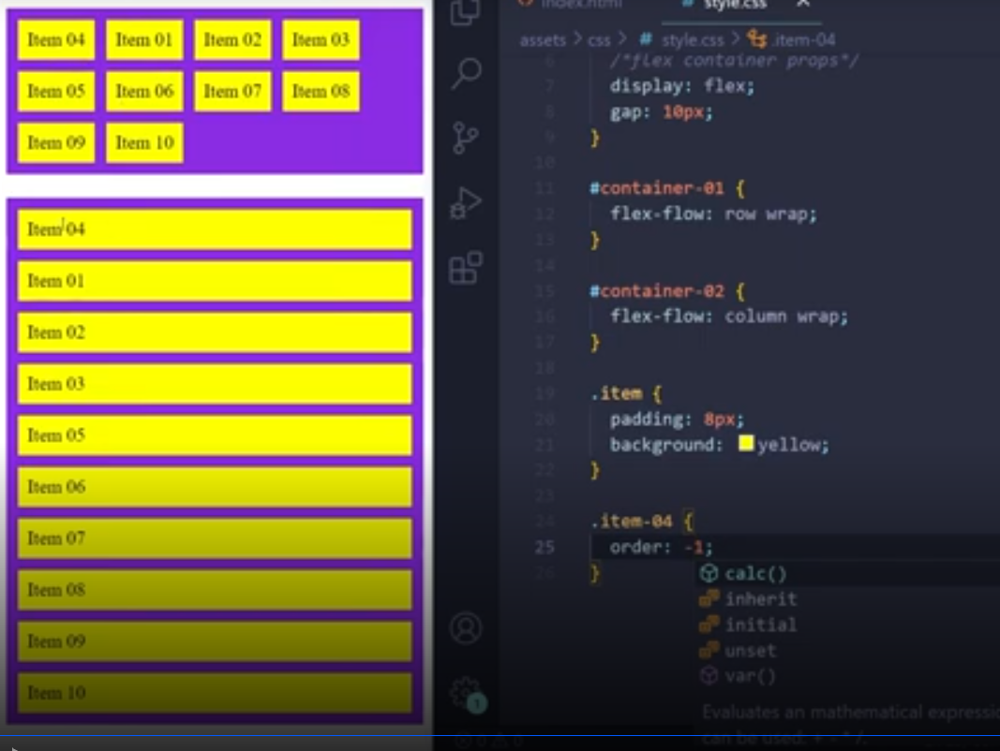 Item 04 Item 01 Item 02 Item 03
Item 05 Item 06 Item 07 Item 08
Item 09 Item 10
Item 04
Item 01
Item 02
Item 03
Item 05
Item 06
Item 07
Item 08
Item 09
Item 10
index.html # style.css ×
assets > css > # style.css > .item-04
6 /*flex container props*/
7 display: flex;
8 gap: 10px;
9 }
10
11 #container-01 {
12 flex-flow: row wrap;
13 }
14
15 #container-02 {
16 flex-flow: column wrap;
17 }
18
19 .item {
20 padding: 8px;
21 background: yellow;
22 }
23
24 .item-04 {
25 order: -1;
26 }
calc()
inherit
initial
unset
var()
Evaluates an mathematical expressio
can be used: + - * /.
1
0 0